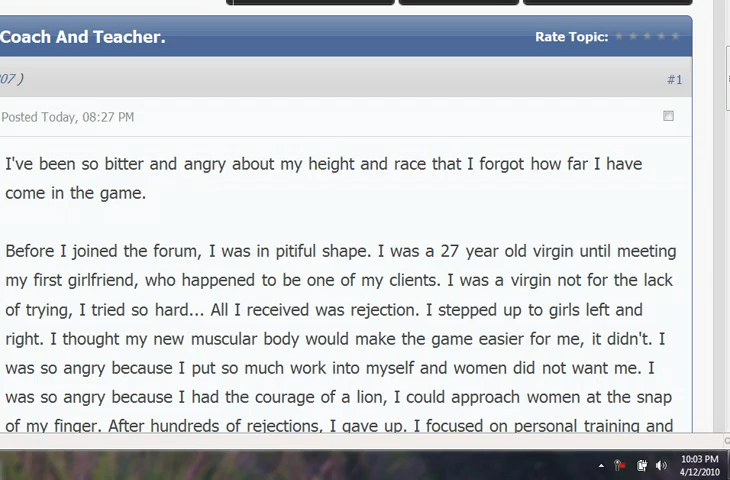 Coach And Teacher.
Rate Topic:
07 )
#1
Posted Today, 08:27 PM
I've been so bitter and angry about my height and race that I forgot how far I have
come in the game.
Before I joined the forum, I was in pitiful shape. I was a 27 year old virgin until meeting
my first girlfriend, who happened to be one of my clients. I was a virgin not for the lack
of trying, I tried so hard... All I received was rejection. I stepped up to girls left and
right. I thought my new muscular body would make the game easier for me, it didn't. I
was so angry because I put so much work into myself and women did not want me. I
was so angry because I had the courage of a lion, I could approach women at the snap
of my finger. After hundreds of rejections, I gave up. I focused on personal training and
10:03 PM
4/12/2010